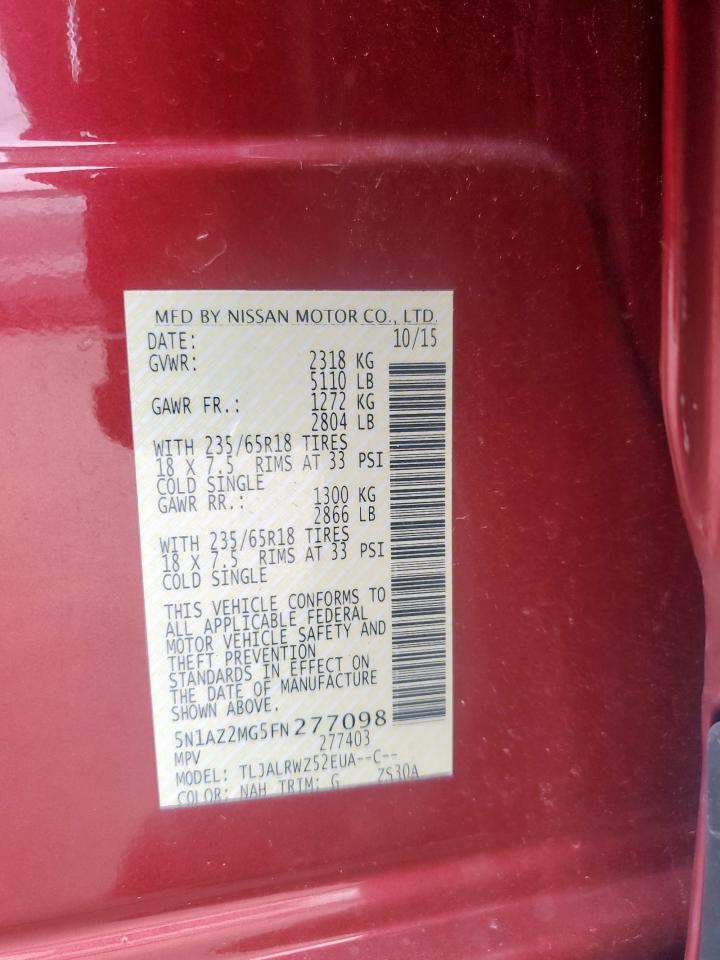 MFD BY NISSAN MOTOR CO., LTD.
DATE: 10/15
GVWR: 2318 KG
5110 LB
GAWR FR.: 1272 KG
2804 LB
WITH 235/65R18 TIRES
18 X 7.5 RIMS AT 33 PSI
COLD SINGLE
GAWR RR.: 1300 KG
2866 LB
WITH 235/65R18 TIRES
18 X 7.5 RIMS AT 33 PSI
COLD SINGLE
THIS VEHICLE CONFORMS TO
ALL APPLICABLE FEDERAL
MOTOR VEHICLE SAFETY AND
THEFT PREVENTION
STANDARDS IN EFFECT ON
THE DATE OF MANUFACTURE
SHOWN ABOVE.
5N1AZ2MG5FN277098
MPV 277403
MODEL: TLJALRWZ52EUA--C--
COLOR: NAH TRIM: G ZS30A